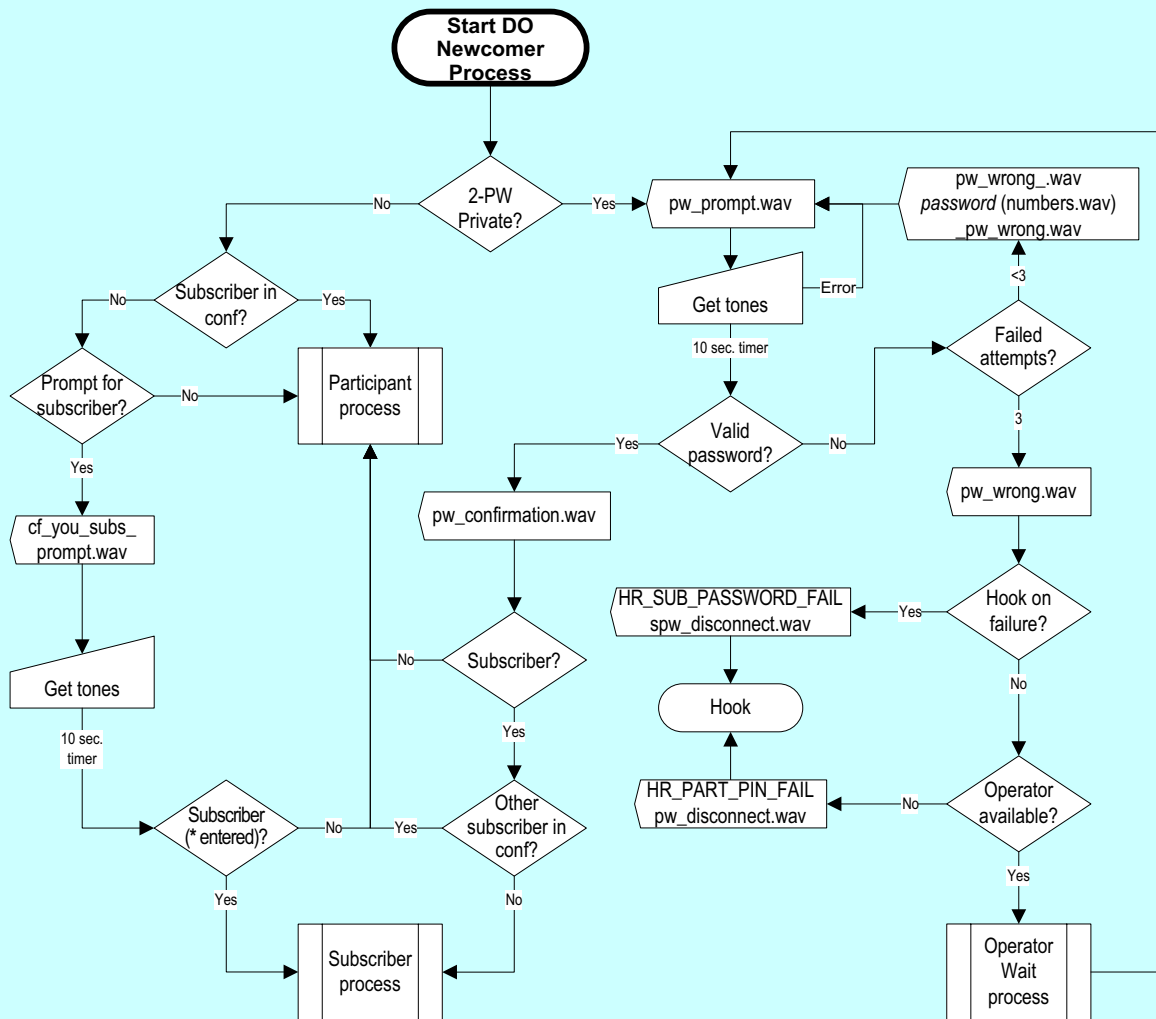 Start DO
Newcomer
Process
2-PW
Private?
No
Yes
pw_prompt.wav
pw_wrong_.wav
password (numbers.wav)
_pw_wrong.wav
Get tones
Error
<3
10 sec. timer
Failed
attempts?
3
Subscriber in
conf?
No
Yes
Prompt for
subscriber?
No
Yes
Participant
process
Valid
password?
Yes
No
pw_confirmation.wav
pw_wrong.wav
cf_you_subs_
prompt.wav
Hook on
failure?
Yes
No
HR_SUB_PASSWORD_FAIL
spw_disconnect.wav
Subscriber?
No
Yes
Get tones
10 sec.
timer
Hook
HR_PART_PIN_FAIL
pw_disconnect.wav
Operator
available?
No
Yes
Subscriber
(* entered)?
No
Yes
Other
subscriber in
conf?
Yes
No
Subscriber
process
Operator
Wait
process